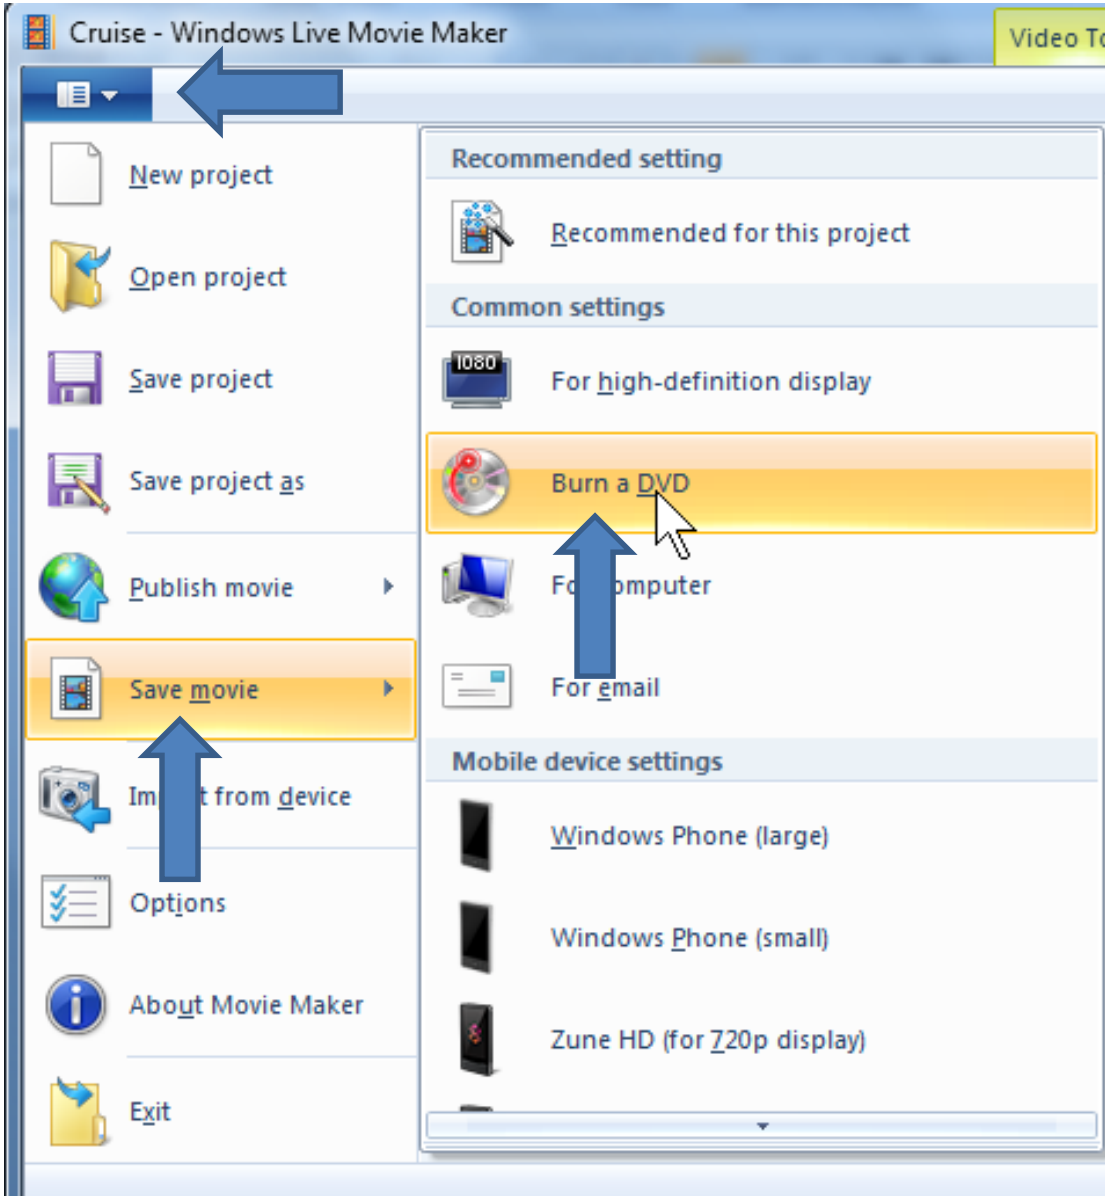 Cruise - Windows Live Movie Maker
Video To
New project
Open project
Save project
Save project as
Publish movie
Save movie
from device
Options
About Movie Maker
Exit
Recommended setting
Recommended for this project
Common settings
1080
For high-definition display
Burn a DVD
For computer
For email
Mobile device settings
Windows Phone (large)
Windows Phone (small)
Zune HD (for 720p display)